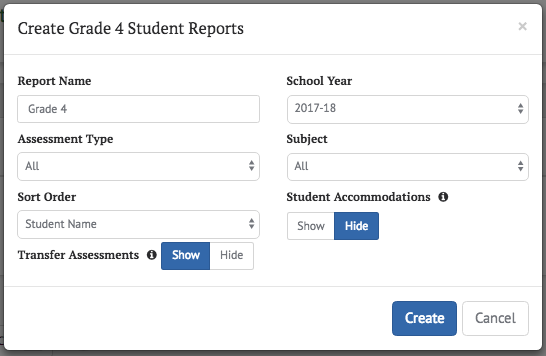 Create Grade 4 Student Reports ×
Report Name School Year
Grade 4 2017-18
Assessment Type Subject
All All
Sort Order Student Accommodations
Student Name Show Hide
Transfer Assessments Show Hide
Create Cancel